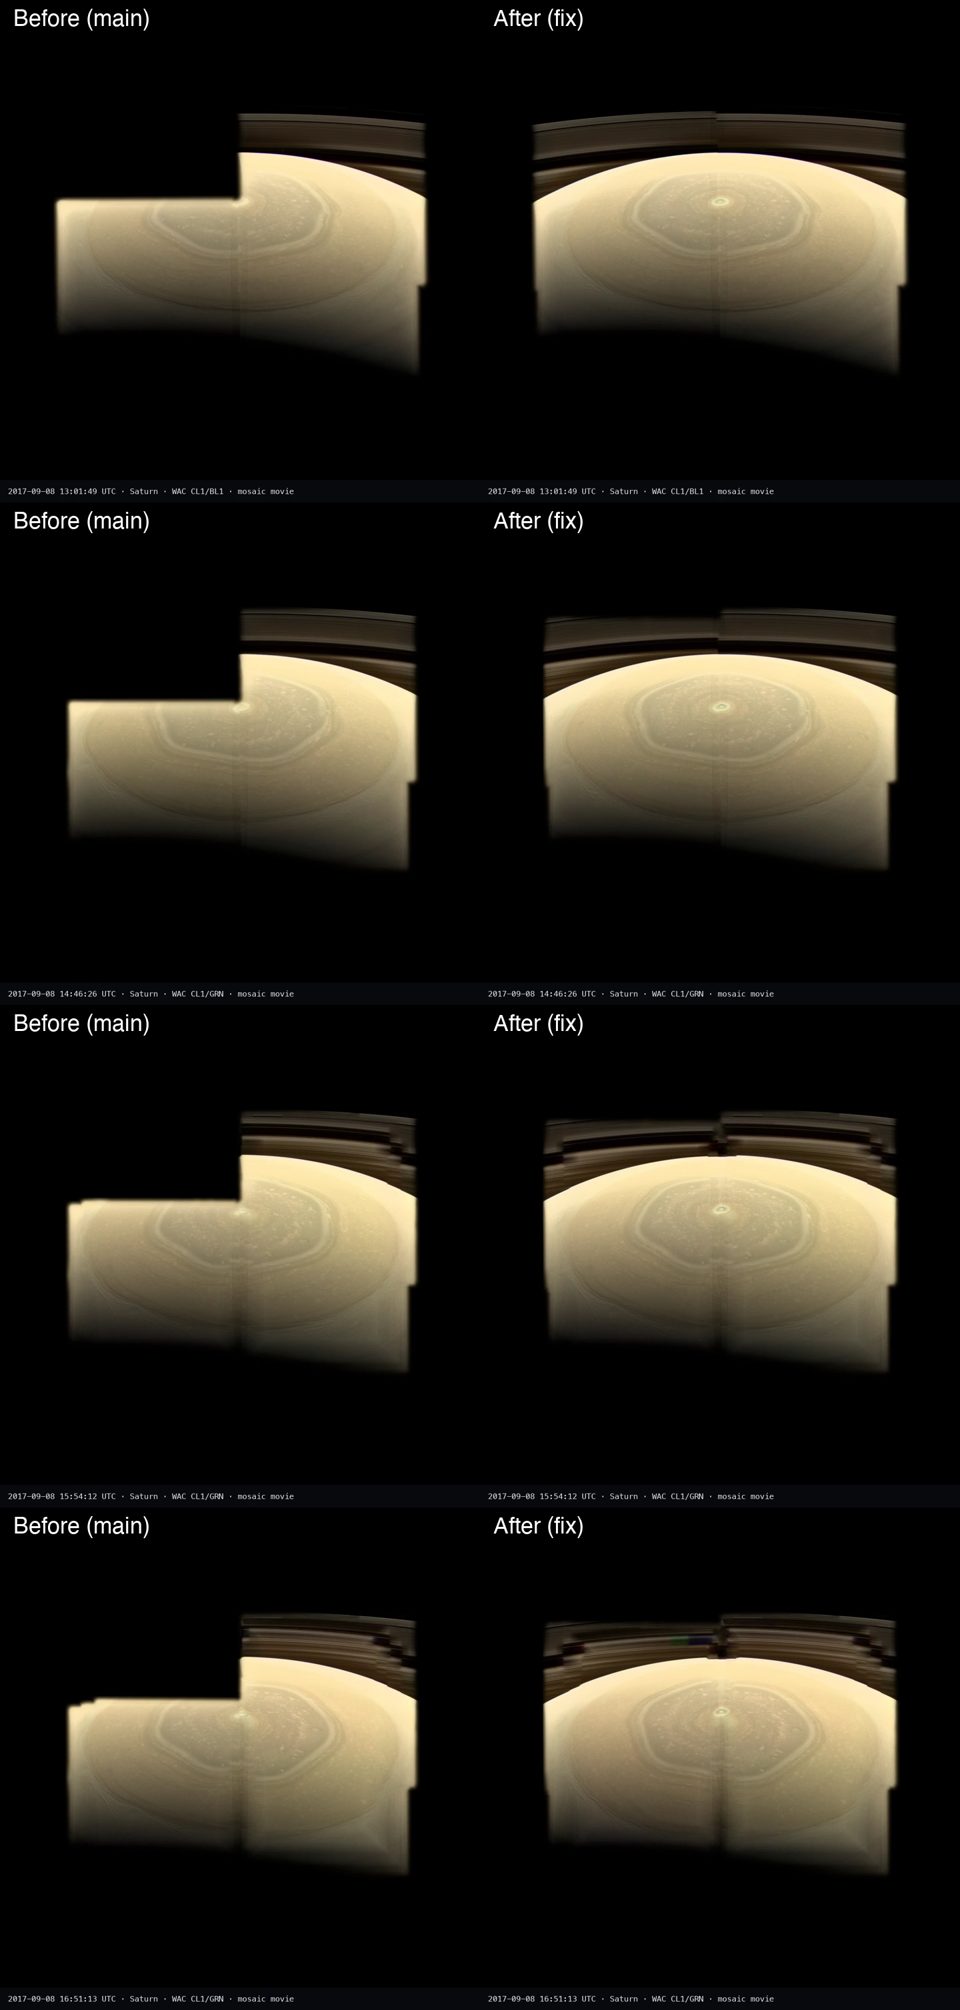 Before (main)
After (fix)
2017-09-08 13:01:49 UTC · Saturn · WAC CL1/BL1 · mosaic movie
2017-09-08 13:01:49 UTC · Saturn · WAC CL1/BL1 · mosaic movie
Before (main)
After (fix)
2017-09-08 14:46:26 UTC · Saturn · WAC CL1/GRN · mosaic movie
2017-09-08 14:46:26 UTC · Saturn · WAC CL1/GRN · mosaic movie
Before (main)
After (fix)
2017-09-08 15:54:12 UTC · Saturn · WAC CL1/GRN · mosaic movie
2017-09-08 15:54:12 UTC · Saturn · WAC CL1/GRN · mosaic movie
Before (main)
After (fix)
2017-09-08 16:51:13 UTC · Saturn · WAC CL1/GRN · mosaic movie
2017-09-08 16:51:13 UTC · Saturn · WAC CL1/GRN · mosaic movie